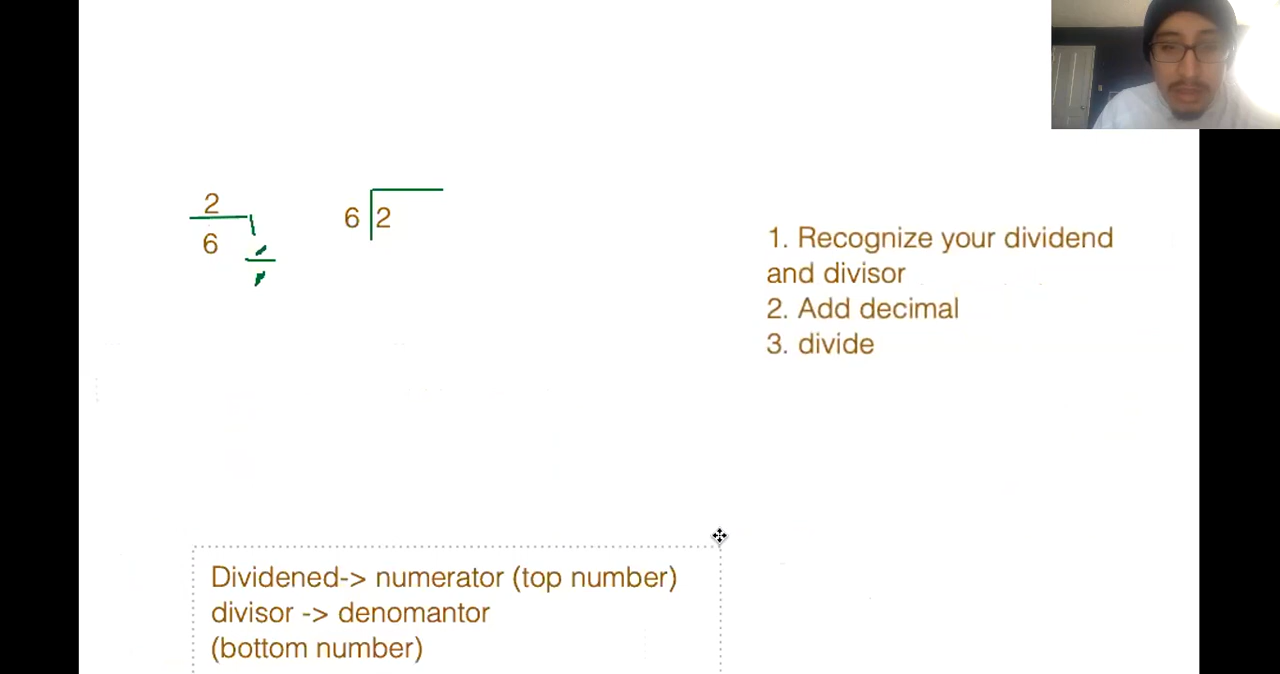 2
6
6 2
1. Recognize your dividend
and divisor
2. Add decimal
3. divide
Dividened-> numerator (top number)
divisor -> denomantor
(bottom number)